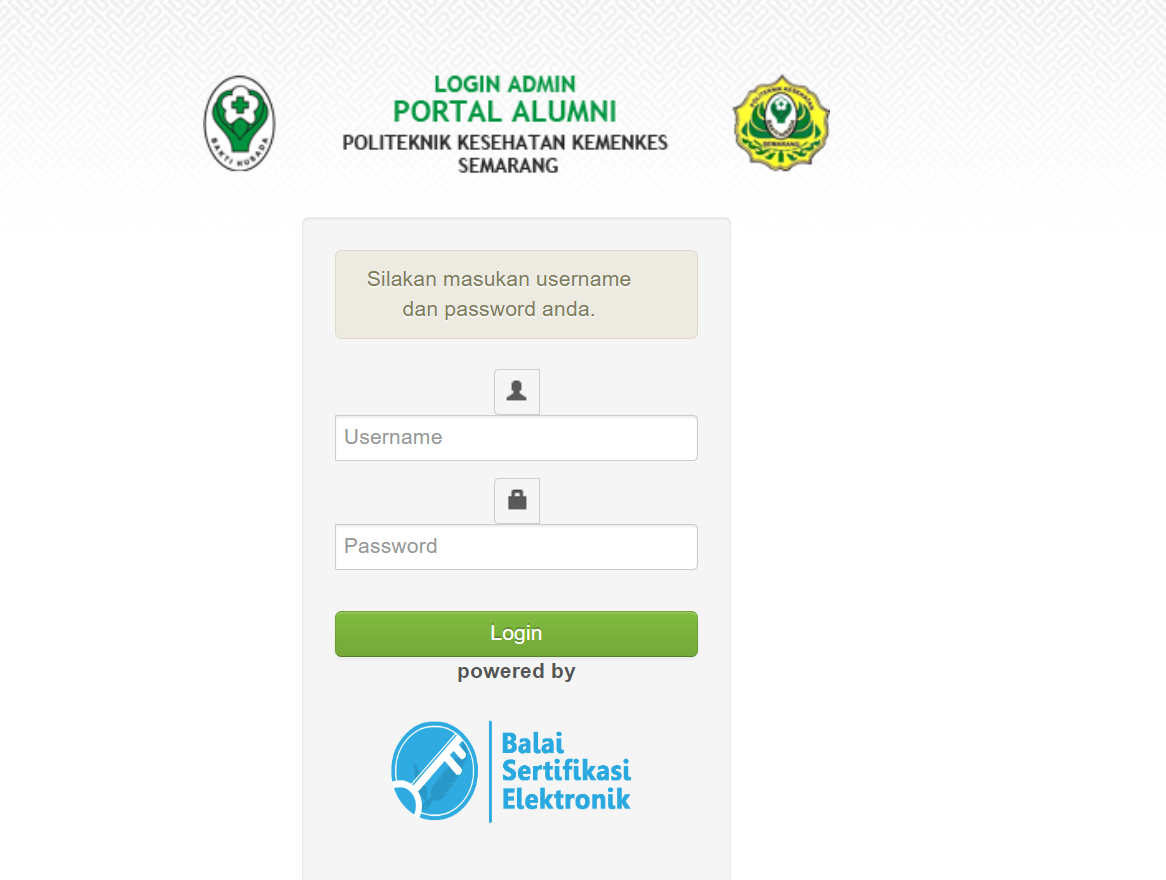 LOGIN ADMIN
PORTAL ALUMNI
POLITEKNIK KESEHATAN KEMENKES
SEMARANG
BAKTI HUSADA
POLITEKNIK KESEHATAN
SEMARANG
Silakan masukan username
dan password anda.
Username
Password
Login
powered by
Balai
Sertifikasi
Elektronik